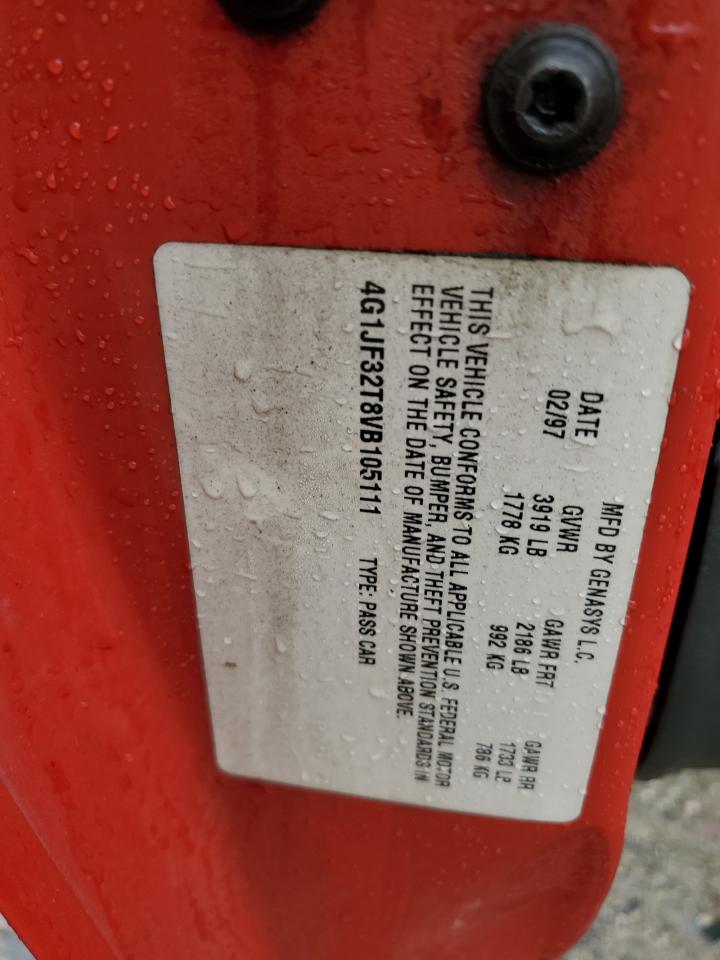 MFD BY GENASYS L.C.
DATE GVWR GAWR FRT GAWR RR
02/97 3919 LB 2186 LB 1733 LB
1778 KG 992 KG 786 KG
THIS VEHICLE CONFORMS TO ALL APPLICABLE U.S. FEDERAL MOTOR
VEHICLE SAFETY, BUMPER, AND THEFT PREVENTION STANDARDS IN
EFFECT ON THE DATE OF MANUFACTURE SHOWN ABOVE.
4G1JF32T8VB105111 TYPE: PASS CAR